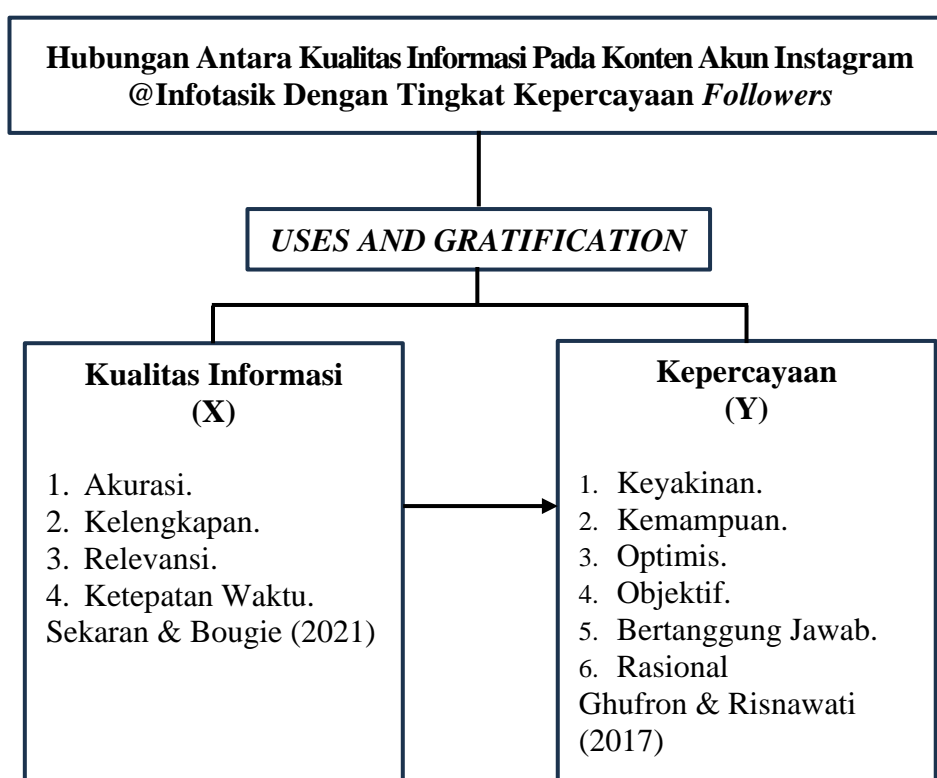 Hubungan Antara Kualitas Informasi Pada Konten Akun Instagram
@Infotasik Dengan Tingkat Kepercayaan Followers
USES AND GRATIFICATION
Kualitas Informasi
(X)
1. Akurasi.
2. Kelengkapan.
3. Relevansi.
4. Ketepatan Waktu.
Sekaran & Bougie (2021)
Kepercayaan
(Y)
1. Keyakinan.
2. Kemampuan.
3. Optimis.
4. Objektif.
5. Bertanggung Jawab.
6. Rasional
Ghufron & Risnawati
(2017)